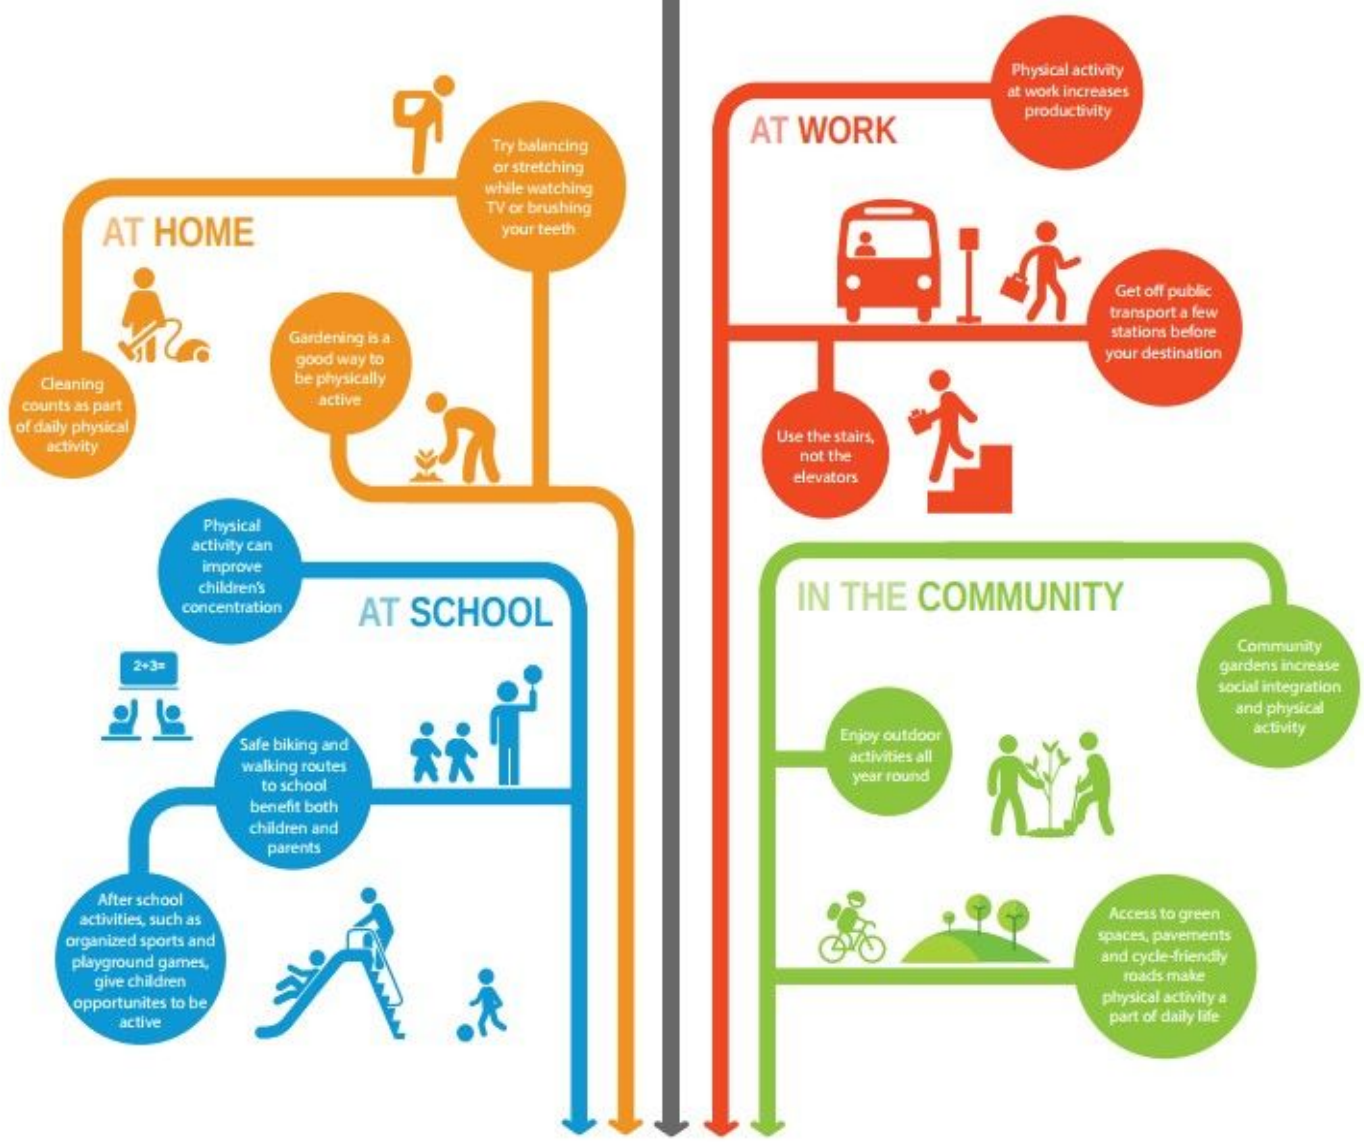 AT HOME
Try balancing
or stretching
while watching
TV or brushing
your teeth
Gardening is a
good way to
be physically
active
Cleaning
counts as part
of daily physical
activity
AT SCHOOL
Physical
activity can
improve
children's
concentration
2+3=
Safe biking and
walking routes
to school
benefit both
children and
parents
After school
activities, such as
organized sports and
playground games,
give children
opportunites to be
active
AT WORK
Physical activity
at work increases
productivity
Get off public
transport a few
stations before
your destination
Use the stairs,
not the
elevators
IN THE COMMUNITY
Community
gardens increase
social integration
and physical
activity
Enjoy outdoor
activities all
year round
Access to green
spaces, pavements
and cycle-friendly
roads make
physical activity a
part of daily life